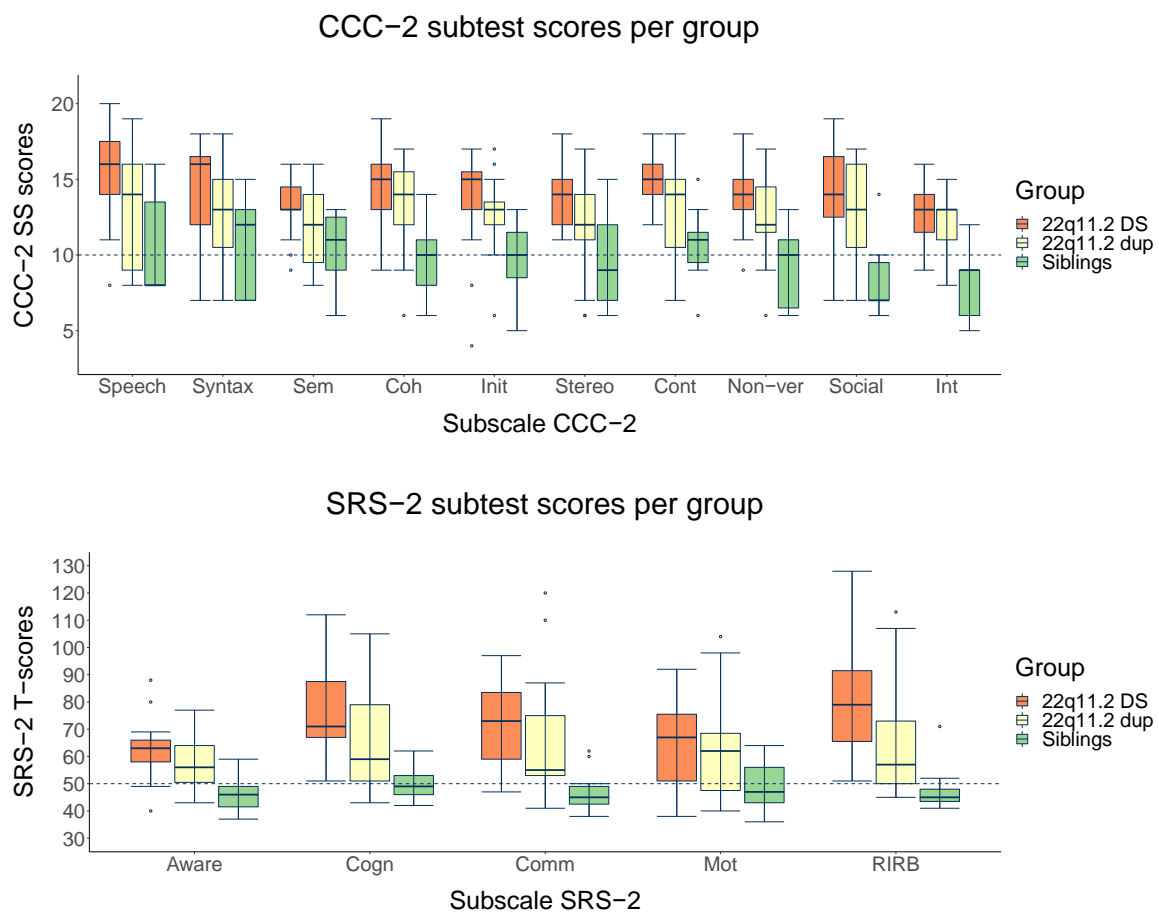 CCC−2 subtest scores per group
CCC−2 SS scores
20
15
10
5
Speech Syntax Sem Coh Init Stereo Cont Non−ver Social Int
Subscale CCC−2
Group
22q11.2 DS
22q11.2 dup
Siblings
SRS−2 subtest scores per group
SRS−2 T−scores
130
120
110
100
90
80
70
60
50
40
30
Aware Cogn Comm Mot RIRB
Subscale SRS−2
Group
22q11.2 DS
22q11.2 dup
Siblings